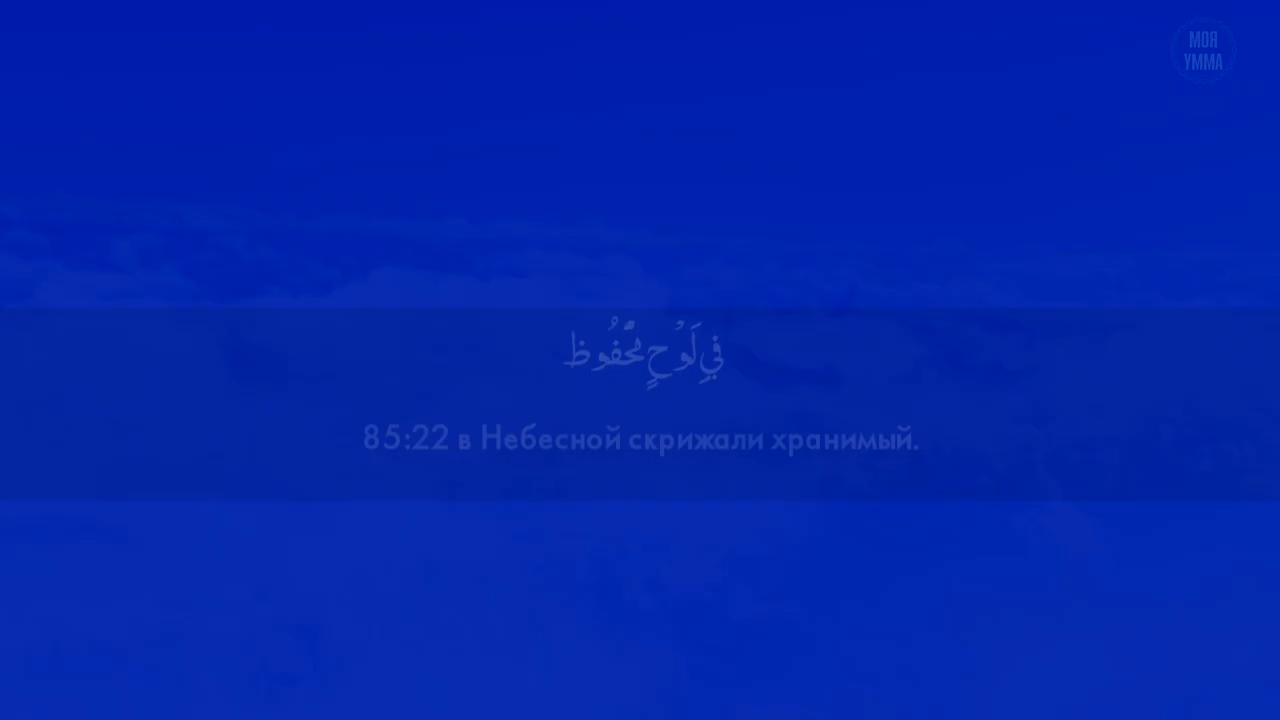 МОЯ
УММА
فِي لَوْحٍ مَّحْفُوظٍ
85:22 в Небесной скрижали хранимый.